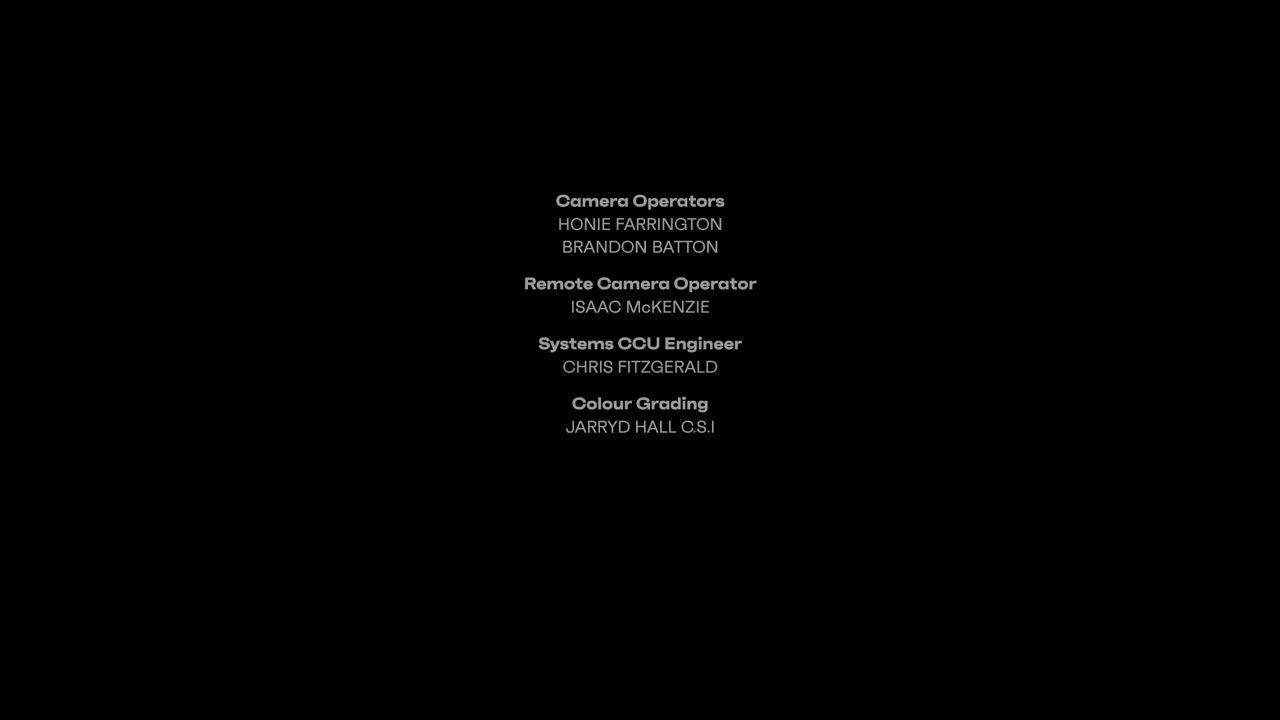 Camera Operators
HONIE FARRINGTON
BRANDON BATTON
Remote Camera Operator
ISAAC McKENZIE
Systems CCU Engineer
CHRIS FITZGERALD
Colour Grading
JARRYD HALL C.S.I